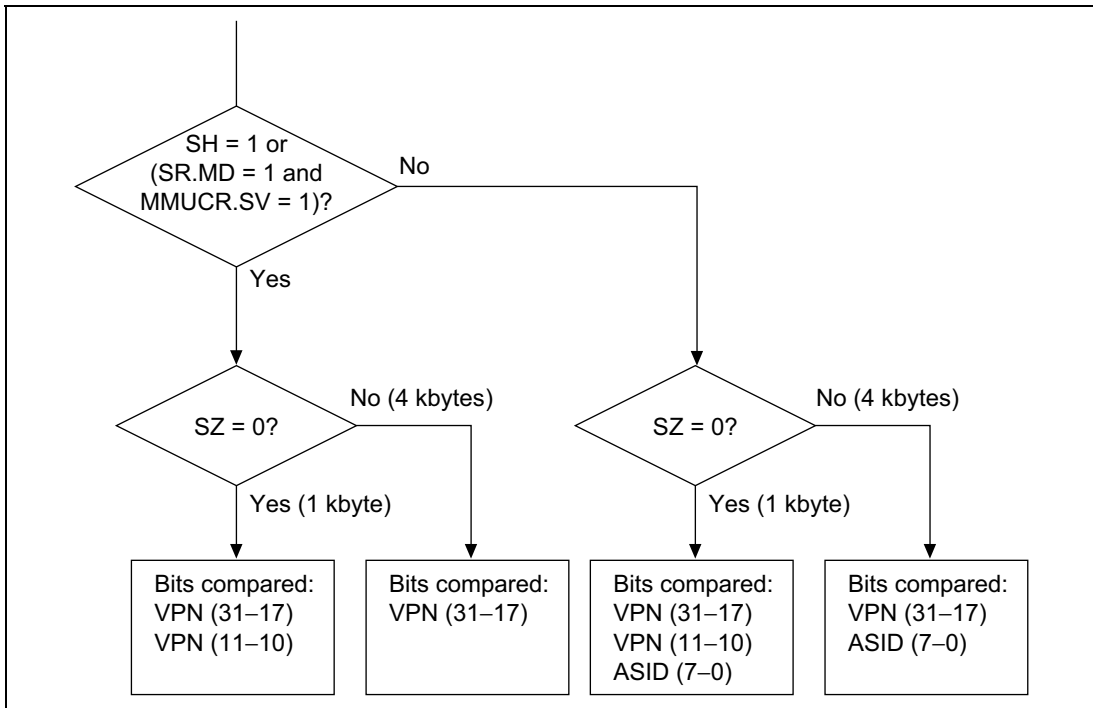 SH = 1 or
(SR.MD = 1 and
MMUCR.SV = 1)?
No
Yes
SZ = 0?
No (4 kbytes)
Yes (1 kbyte)
SZ = 0?
No (4 kbytes)
Yes (1 kbyte)
Bits compared:
VPN (31−17)
VPN (11−10)
Bits compared:
VPN (31−17)
Bits compared:
VPN (31−17)
VPN (11−10)
ASID (7−0)
Bits compared:
VPN (31−17)
ASID (7−0)